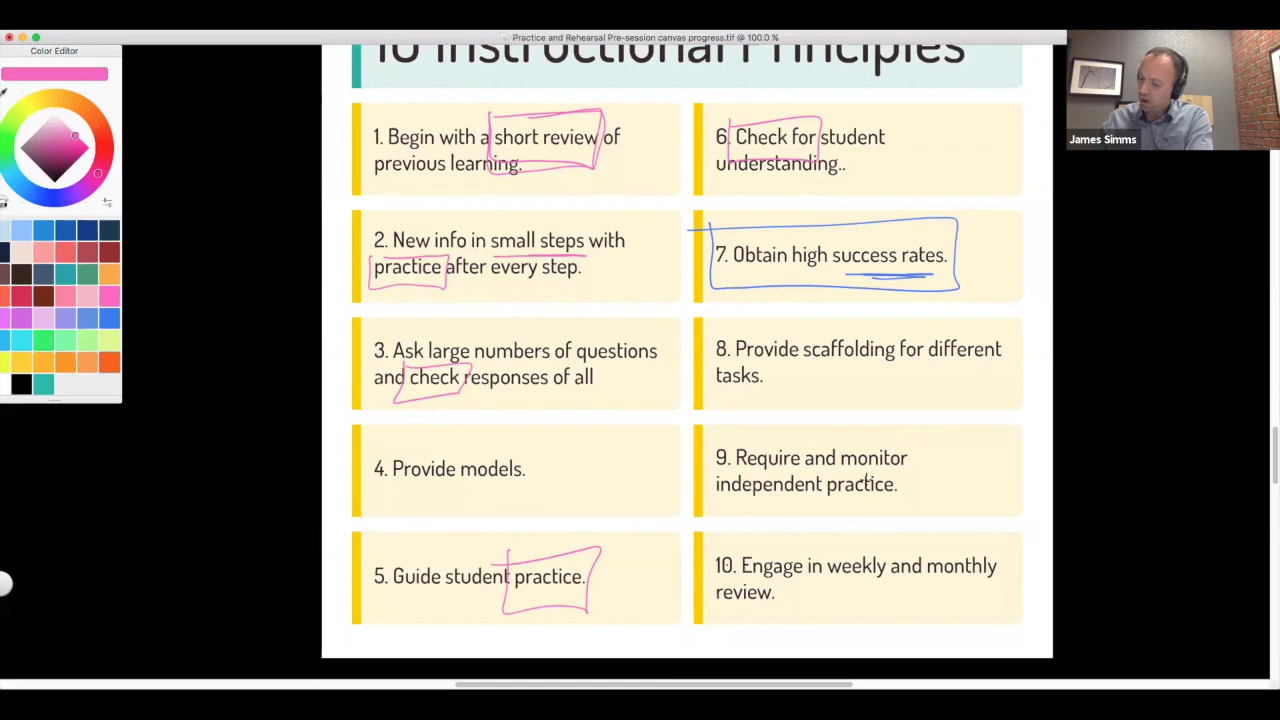 Practice and Rehearsal Pre-session canvas progress.tif @ 100.0 %
Color Editor
10 Instructional Principles
James Simms
1. Begin with a short review of
previous learning.
2. New info in small steps with
practice after every step.
3. Ask large numbers of questions
and check responses of all
4. Provide models.
5. Guide student practice.
6. Check for student
understanding..
7. Obtain high success rates.
8. Provide scaffolding for different
tasks.
9. Require and monitor
independent practice.
10. Engage in weekly and monthly
review.